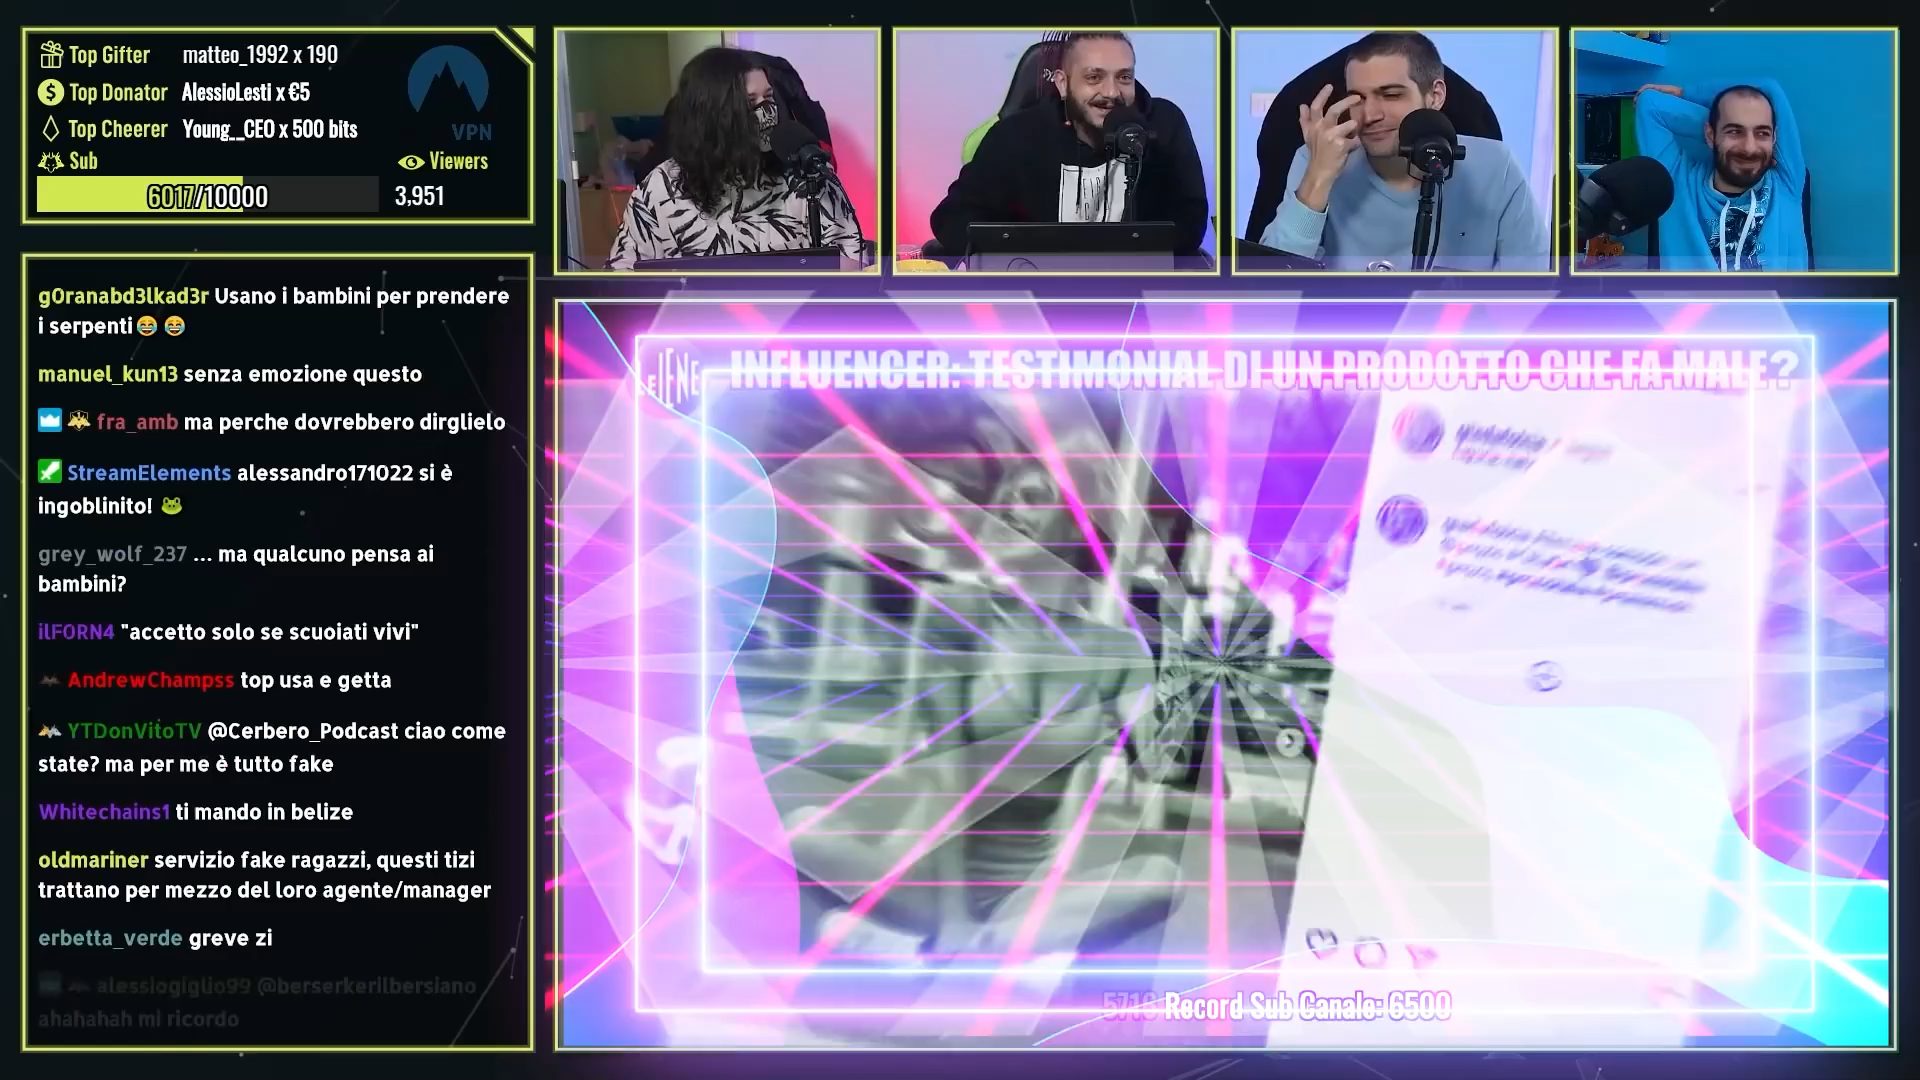 Top Gifter matteo_1992 x 190
Top Donator AlessioLesti x €5
Top Cheerer Young__CEO x 500 bits
VPN
Sub
Viewers
6017/10000
3,951
g0ranabd3lkad3r Usano i bambini per prendere
i serpenti😂 😂
manuel_kun13 senza emozione questo
fra_amb ma perche dovrebbero dirglielo
StreamElements alessandro171022 si è
ingoblinito! 🐸
grey_wolf_237 ... ma qualcuno pensa ai
bambini?
ilF0RN4 "accetto solo se scuoiati vivi"
AndrewChampss top usa e getta
YTDonVitoTV @Cerbero_Podcast ciao come
state? ma per me è tutto fake
Whitechains1 ti mando in belize
oldmariner servizio fake ragazzi, questi tizi
trattano per mezzo del loro agente/manager
erbetta_verde greve zi
alessiogiglio99 @berserkerilbersiano
ahahahah mi ricordo
Le IENE
INFLUENCER: TESTIMONIAL DI UN PRODOTTO CHE FA MALE?
Record Sub Canale: 6500